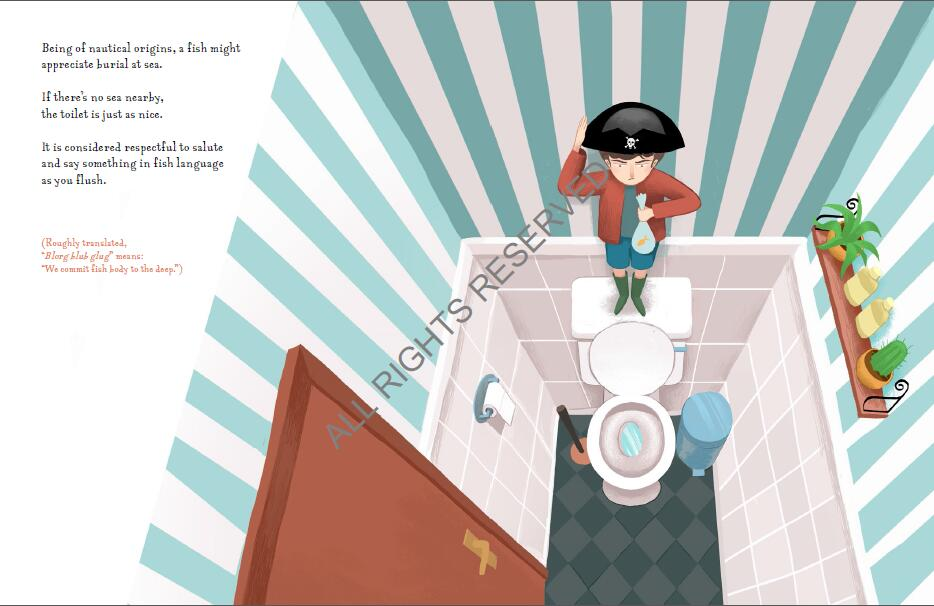 Being of nautical origins, a fish might
appreciate burial at sea.
If there's no sea nearby,
the toilet is just as nice.
It is considered respectful to salute
and say something in fish language
as you flush.
(Roughly translated,
"Blorg blub glug" means:
"We commit fish body to the deep.")
ALL RIGHTS RESERVED